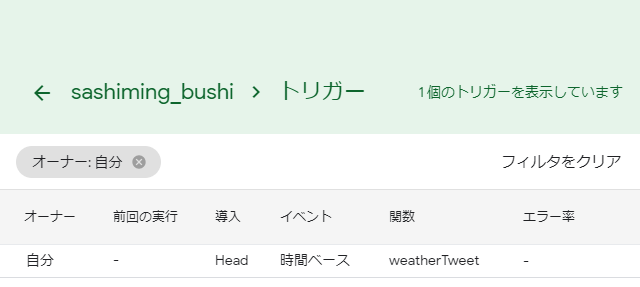 ← sashiming_bushi > トリガー 1個のトリガーを表示しています
オーナー: 自分 フィルタをクリア
オーナー 前回の実行 導入 イベント 関数 エラー率
自分 - Head 時間ベース weatherTweet -